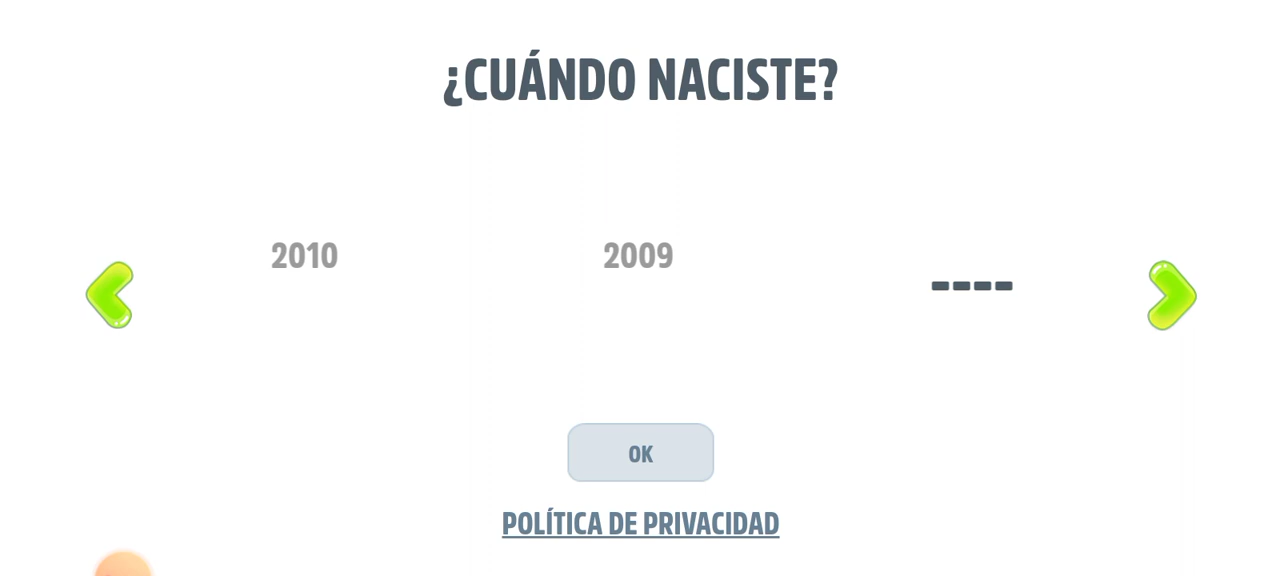 ¿CUÁNDO NACISTE?
2010 2009 ----
OK
POLÍTICA DE PRIVACIDAD